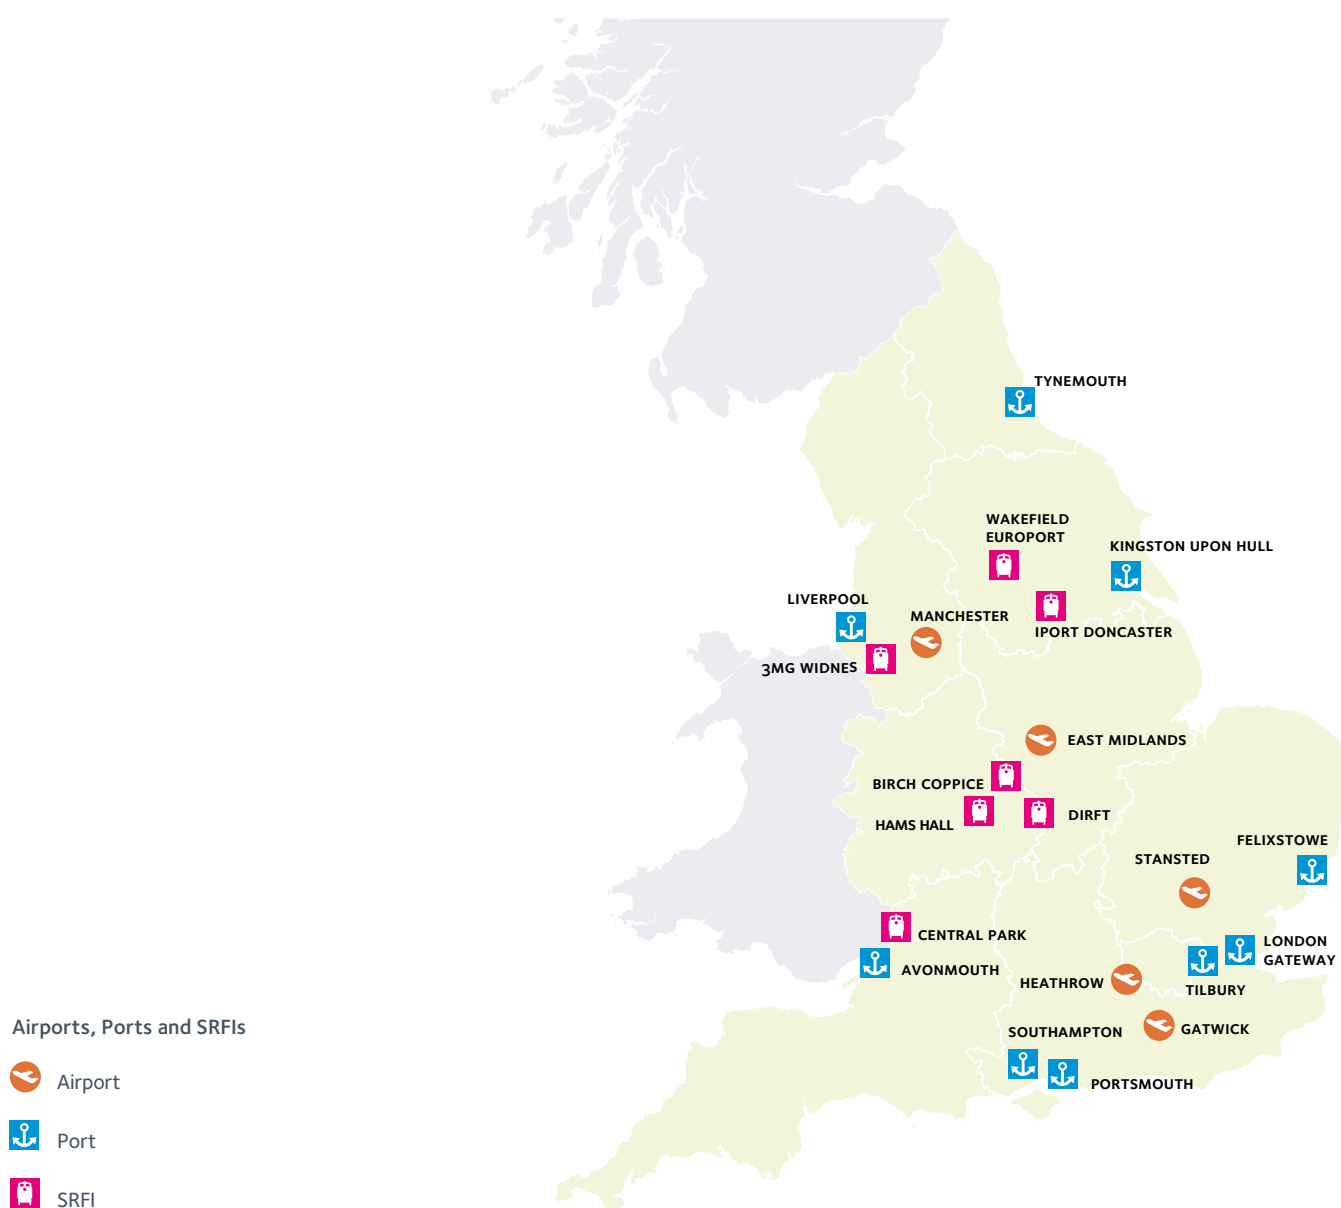 TYNEMOUTH
WAKEFIELD
EUROPORT
KINGSTON UPON HULL
LIVERPOOL
MANCHESTER
IPORT DONCASTER
3MG WIDNES
EAST MIDLANDS
BIRCH COPPICE
HAMS HALL
DIRFT
FELIXSTOWE
STANSTED
CENTRAL PARK
LONDON
GATEWAY
AVONMOUTH
HEATHROW
TILBURY
SOUTHAMPTON
GATWICK
PORTSMOUTH
Airports, Ports and SRFIs
Airport
Port
SRFI